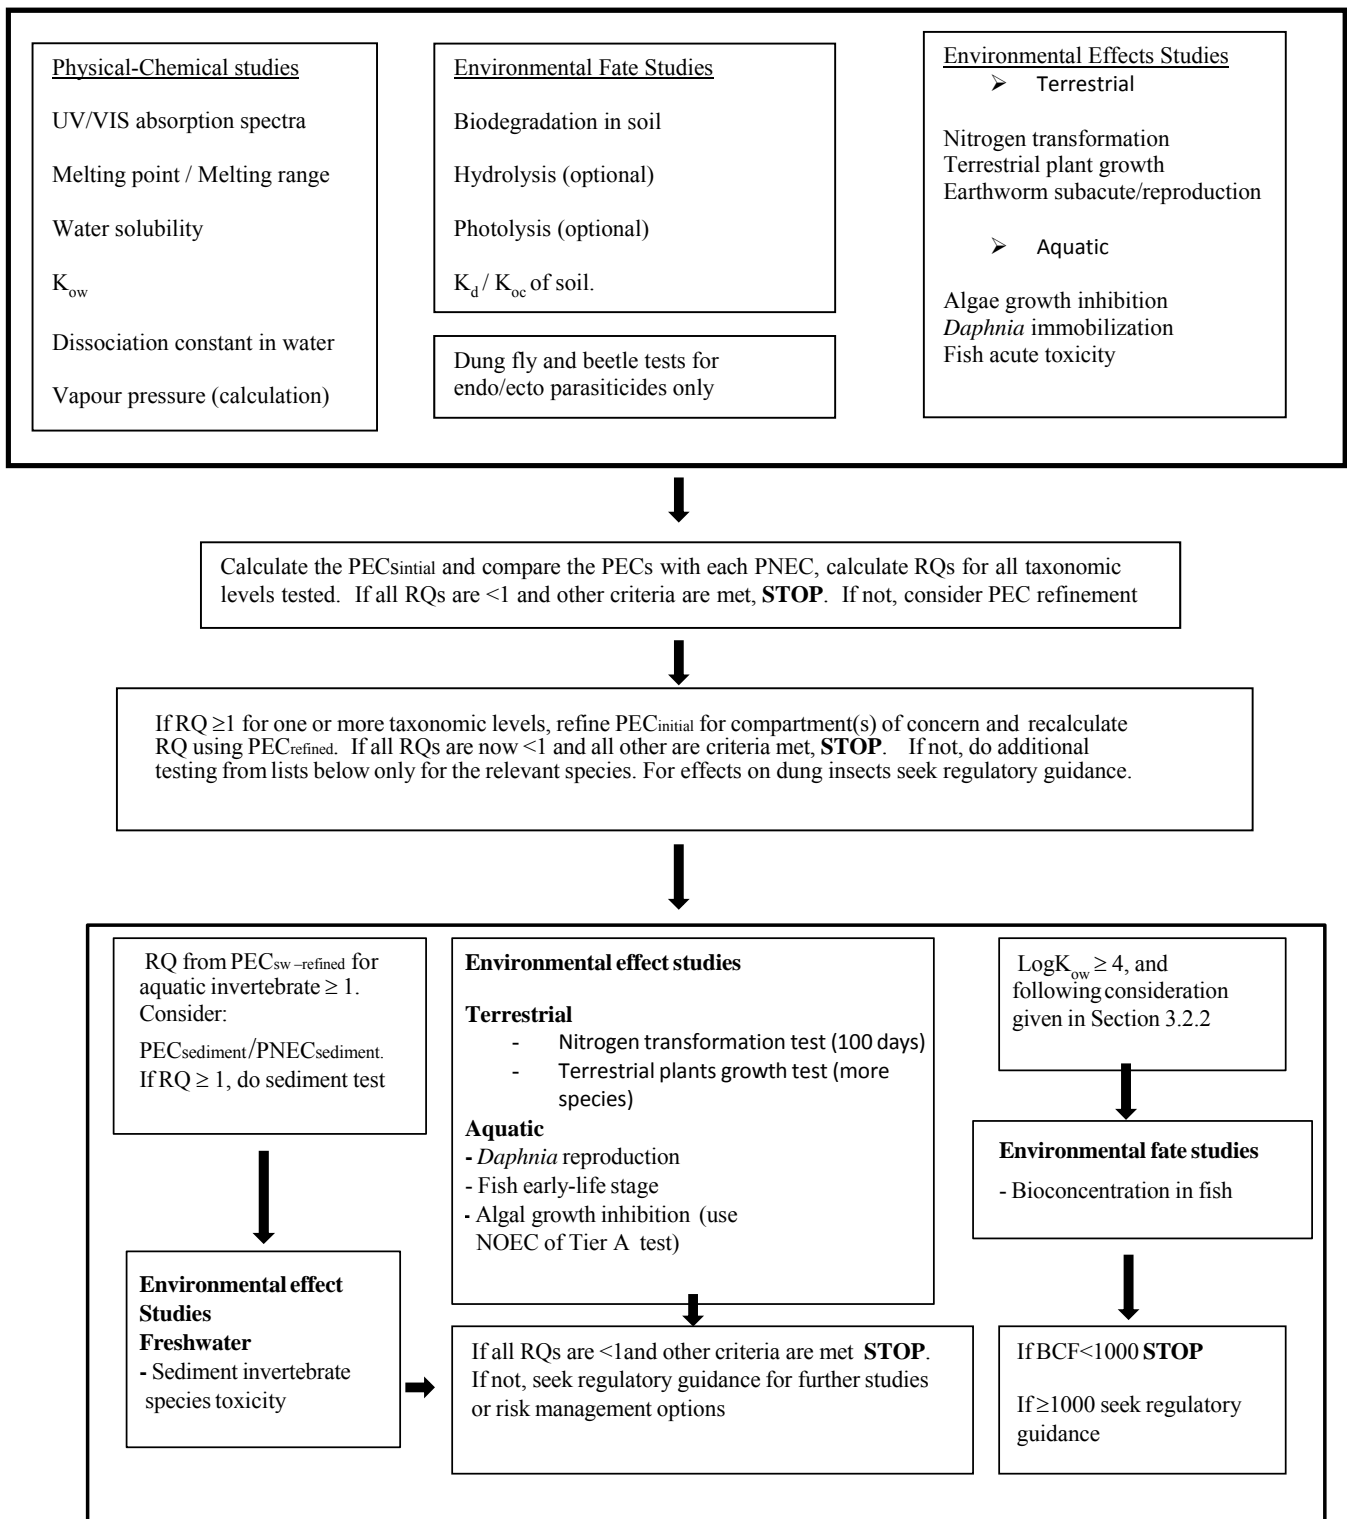 Physical-Chemical studies
UV/VIS absorption spectra
Melting point / Melting range
Water solubility
Kow
Dissociation constant in water
Vapour pressure (calculation)
Environmental Fate Studies
Biodegradation in soil
Hydrolysis (optional)
Photolysis (optional)
Kd / Koc of soil.
Dung fly and beetle tests for
endo/ecto parasiticides only
Environmental Effects Studies
➢ Terrestrial
Nitrogen transformation
Terrestrial plant growth
Earthworm subacute/reproduction
➢ Aquatic
Algae growth inhibition
Daphnia immobilization
Fish acute toxicity
Calculate the PECsintial and compare the PECs with each PNEC, calculate RQs for all taxonomic
levels tested. If all RQs are <1 and other criteria are met, STOP. If not, consider PEC refinement
If RQ ≥1 for one or more taxonomic levels, refine PECinitial for compartment(s) of concern and recalculate
RQ using PECrefined. If all RQs are now <1 and all other are criteria met, STOP. If not, do additional
testing from lists below only for the relevant species. For effects on dung insects seek regulatory guidance.
RQ from PECsw–refined for
aquatic invertebrate ≥ 1.
Consider:
PECsediment/PNECsediment.
If RQ ≥ 1, do sediment test
Environmental effect
Studies
Freshwater
- Sediment invertebrate
species toxicity
Environmental effect studies
Terrestrial
- Nitrogen transformation test (100 days)
- Terrestrial plants growth test (more
species)
Aquatic
- Daphnia reproduction
- Fish early-life stage
- Algal growth inhibition (use
NOEC of Tier A test)
If all RQs are <1and other criteria are met STOP.
If not, seek regulatory guidance for further studies
or risk management options
LogKow ≥ 4, and
following consideration
given in Section 3.2.2
Environmental fate studies
- Bioconcentration in fish
If BCF<1000 STOP
If ≥1000 seek regulatory
guidance